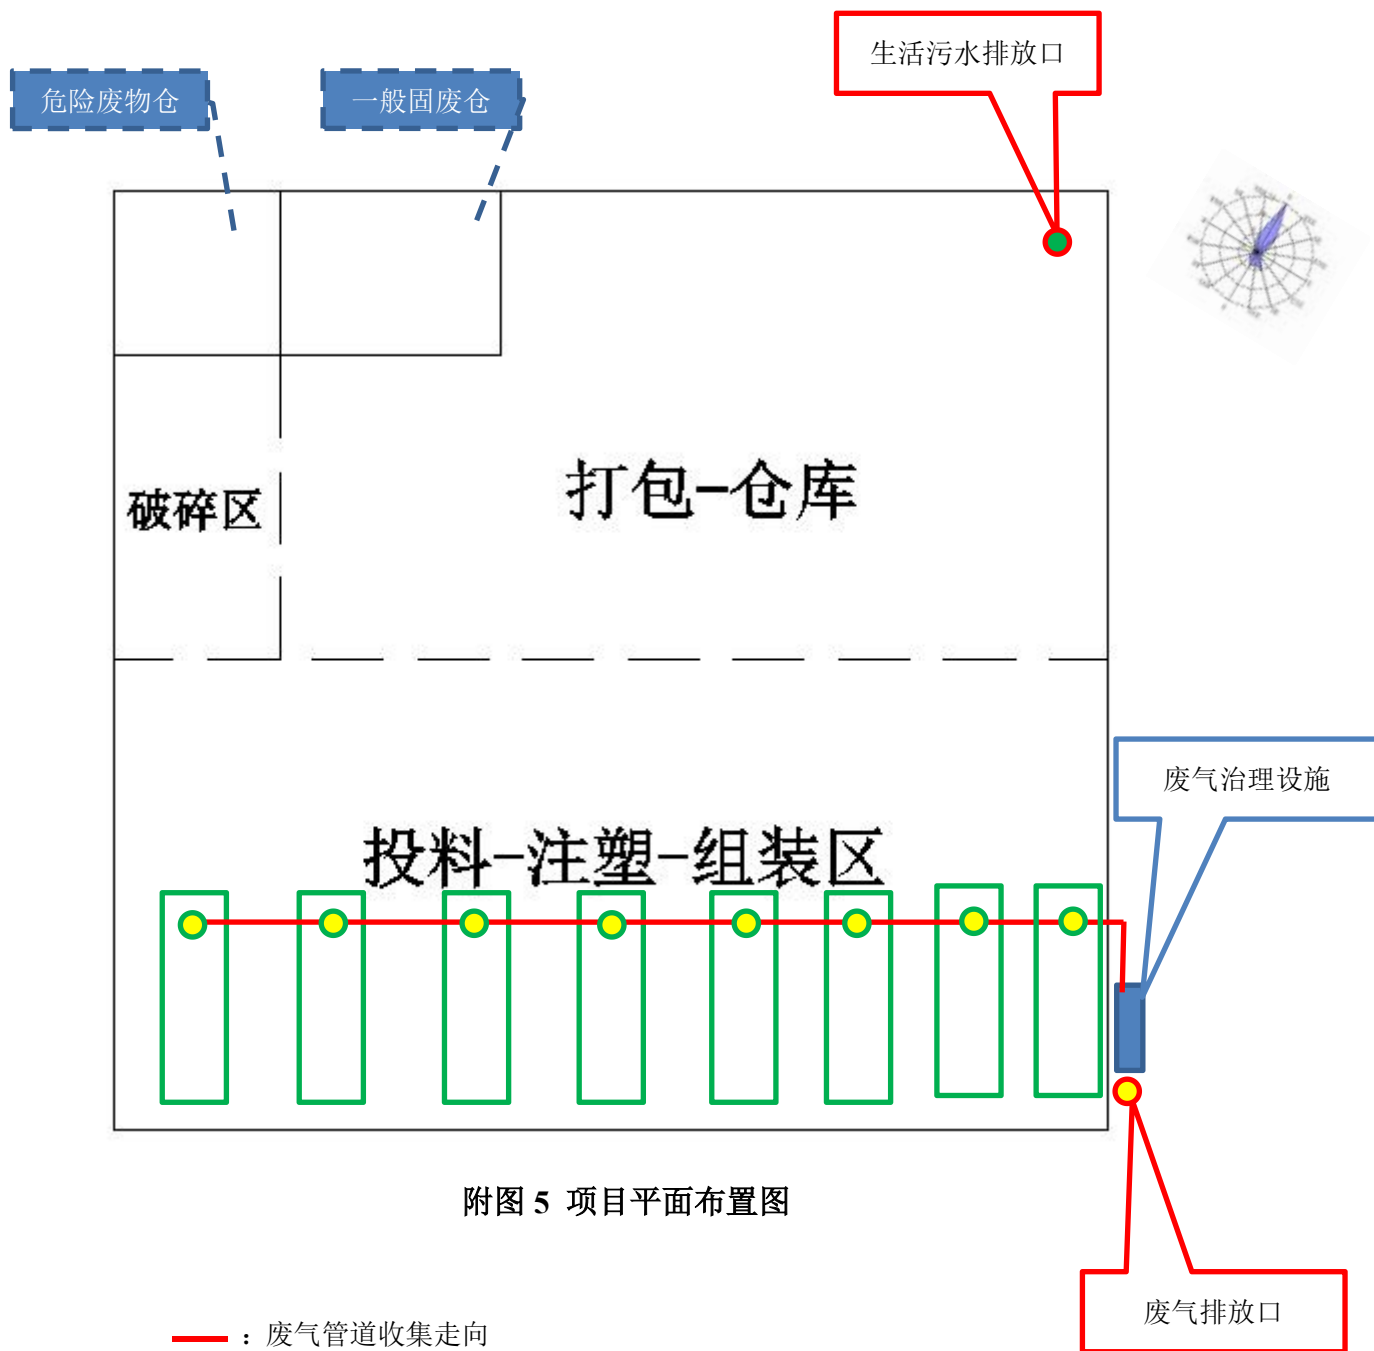 生活污水排放口
危险废物仓
一般固废仓
破碎区
打包-仓库
废气治理设施
投料-注塑-组装区
附图 5 项目平面布置图
废气排放口
：废气管道收集走向